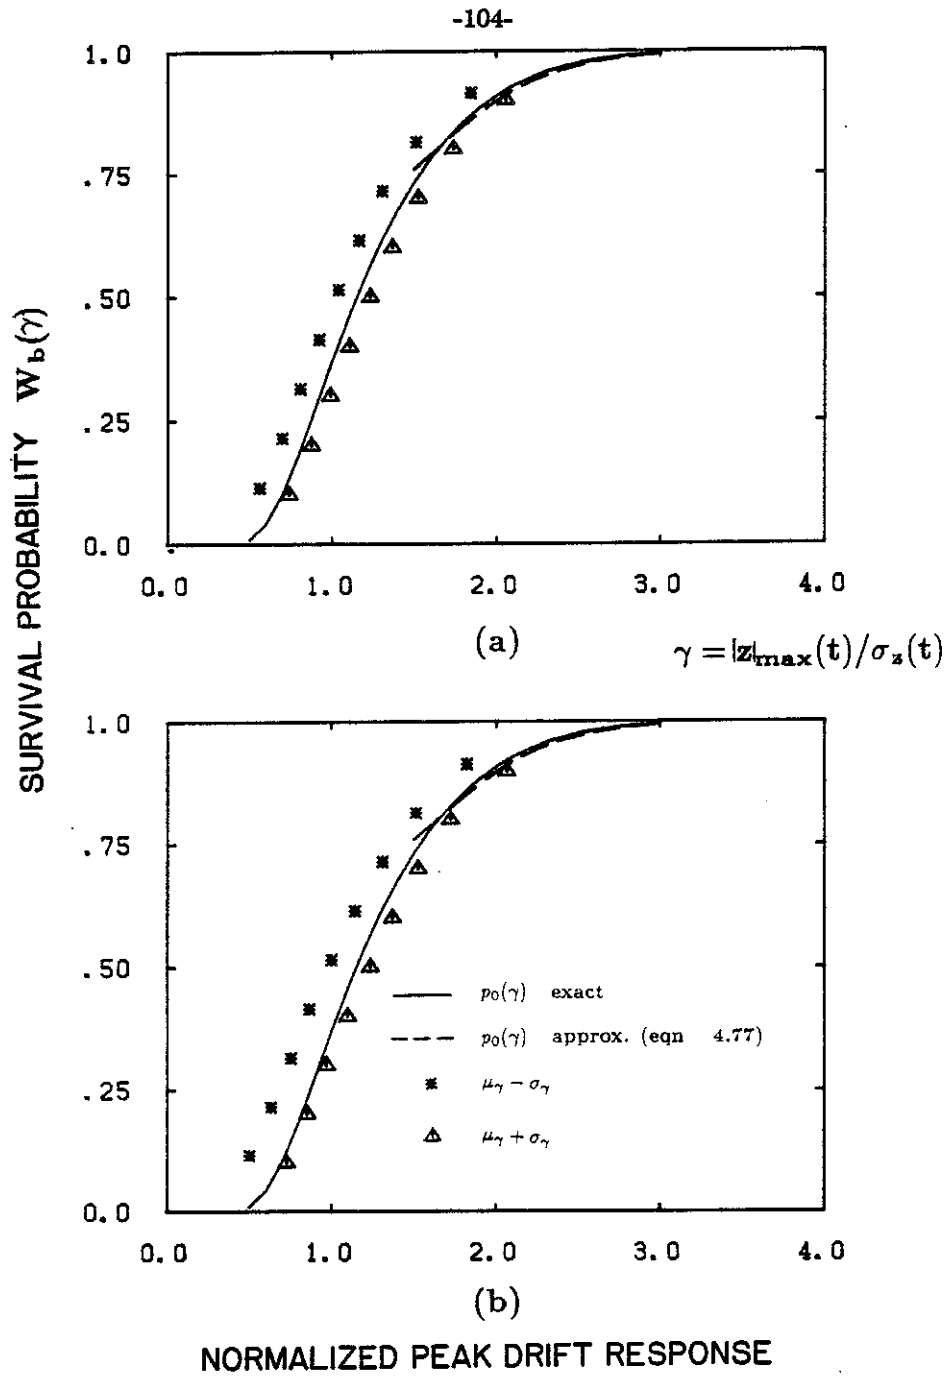 -104-
SURVIVAL PROBABILITY W_b(γ)
1.0
.75
.50
.25
0.0
0.0 1.0 2.0 3.0 4.0
(a)
γ = |z|max(t)/σz(t)
1.0
.75
.50
.25
0.0
p₀(γ) exact
p₀(γ) approx. (eqn 4.77)
μγ − σγ
μγ + σγ
0.0 1.0 2.0 3.0 4.0
(b)
NORMALIZED PEAK DRIFT RESPONSE